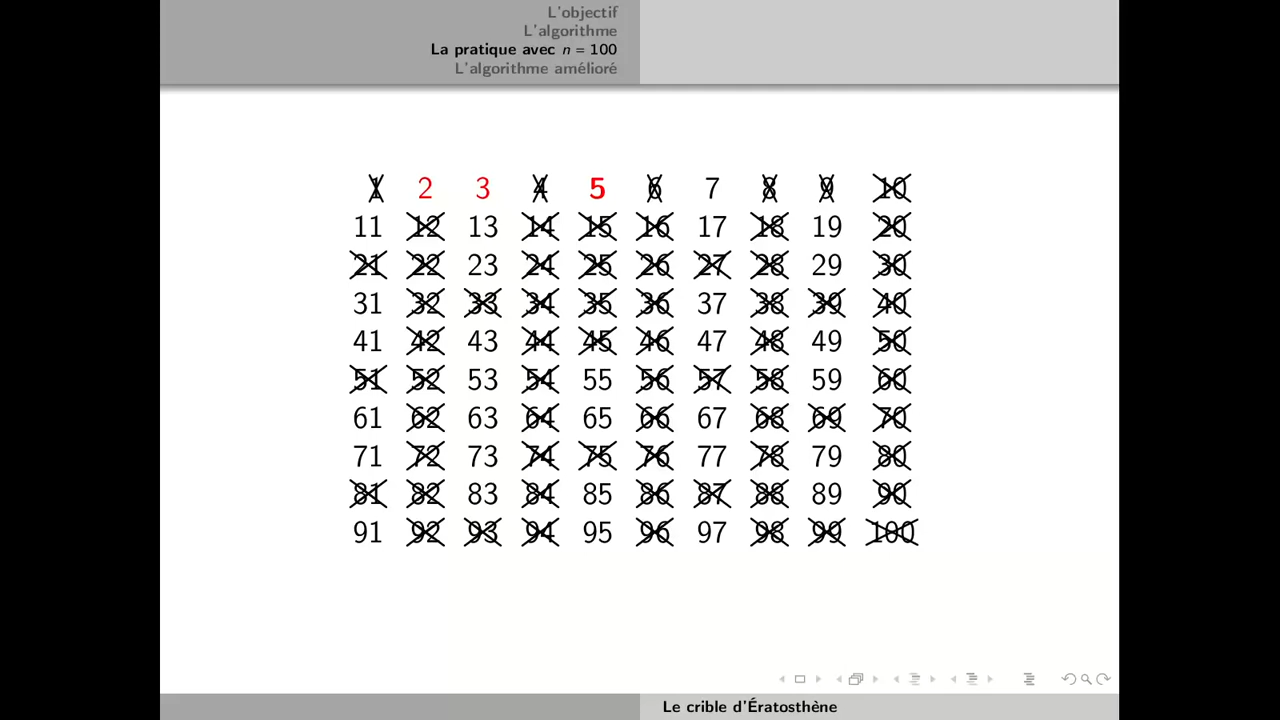 L'objectif
L'algorithme
La pratique avec n = 100
L'algorithme amélioré
1 2 3 4 5 6 7 8 9 10
11 12 13 14 15 16 17 18 19 20
21 22 23 24 25 26 27 28 29 30
31 32 33 34 35 36 37 38 39 40
41 42 43 44 45 46 47 48 49 50
51 52 53 54 55 56 57 58 59 60
61 62 63 64 65 66 67 68 69 70
71 72 73 74 75 76 77 78 79 80
81 82 83 84 85 86 87 88 89 90
91 92 93 94 95 96 97 98 99 100
Le crible d'Ératosthène